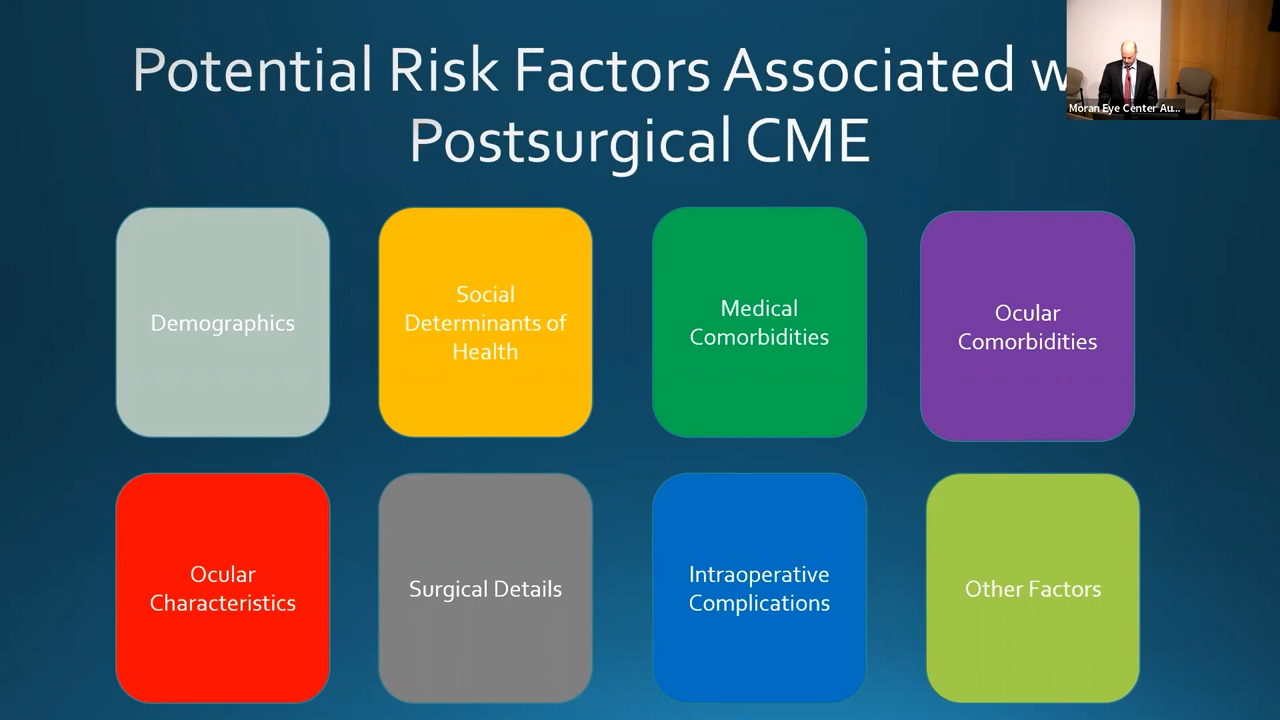 Potential Risk Factors Associated w
Postsurgical CME
Moran Eye Center Au...
Demographics
Social
Determinants of
Health
Medical
Comorbidities
Ocular
Comorbidities
Ocular
Characteristics
Surgical Details
Intraoperative
Complications
Other Factors